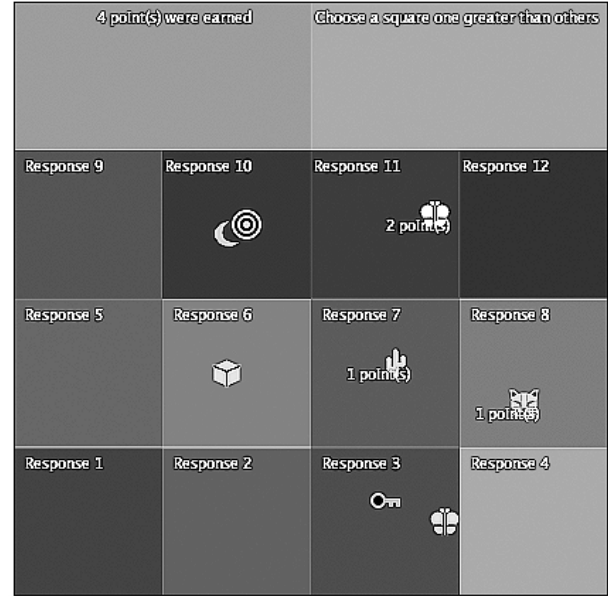 4 point(s) were earned
Choose a square one greater than others
Response 9
Response 10
Response 11
Response 12
2 point(s)
Response 5
Response 6
Response 7
Response 8
1 point(s)
1 point(s)
Response 1
Response 2
Response 3
Response 4